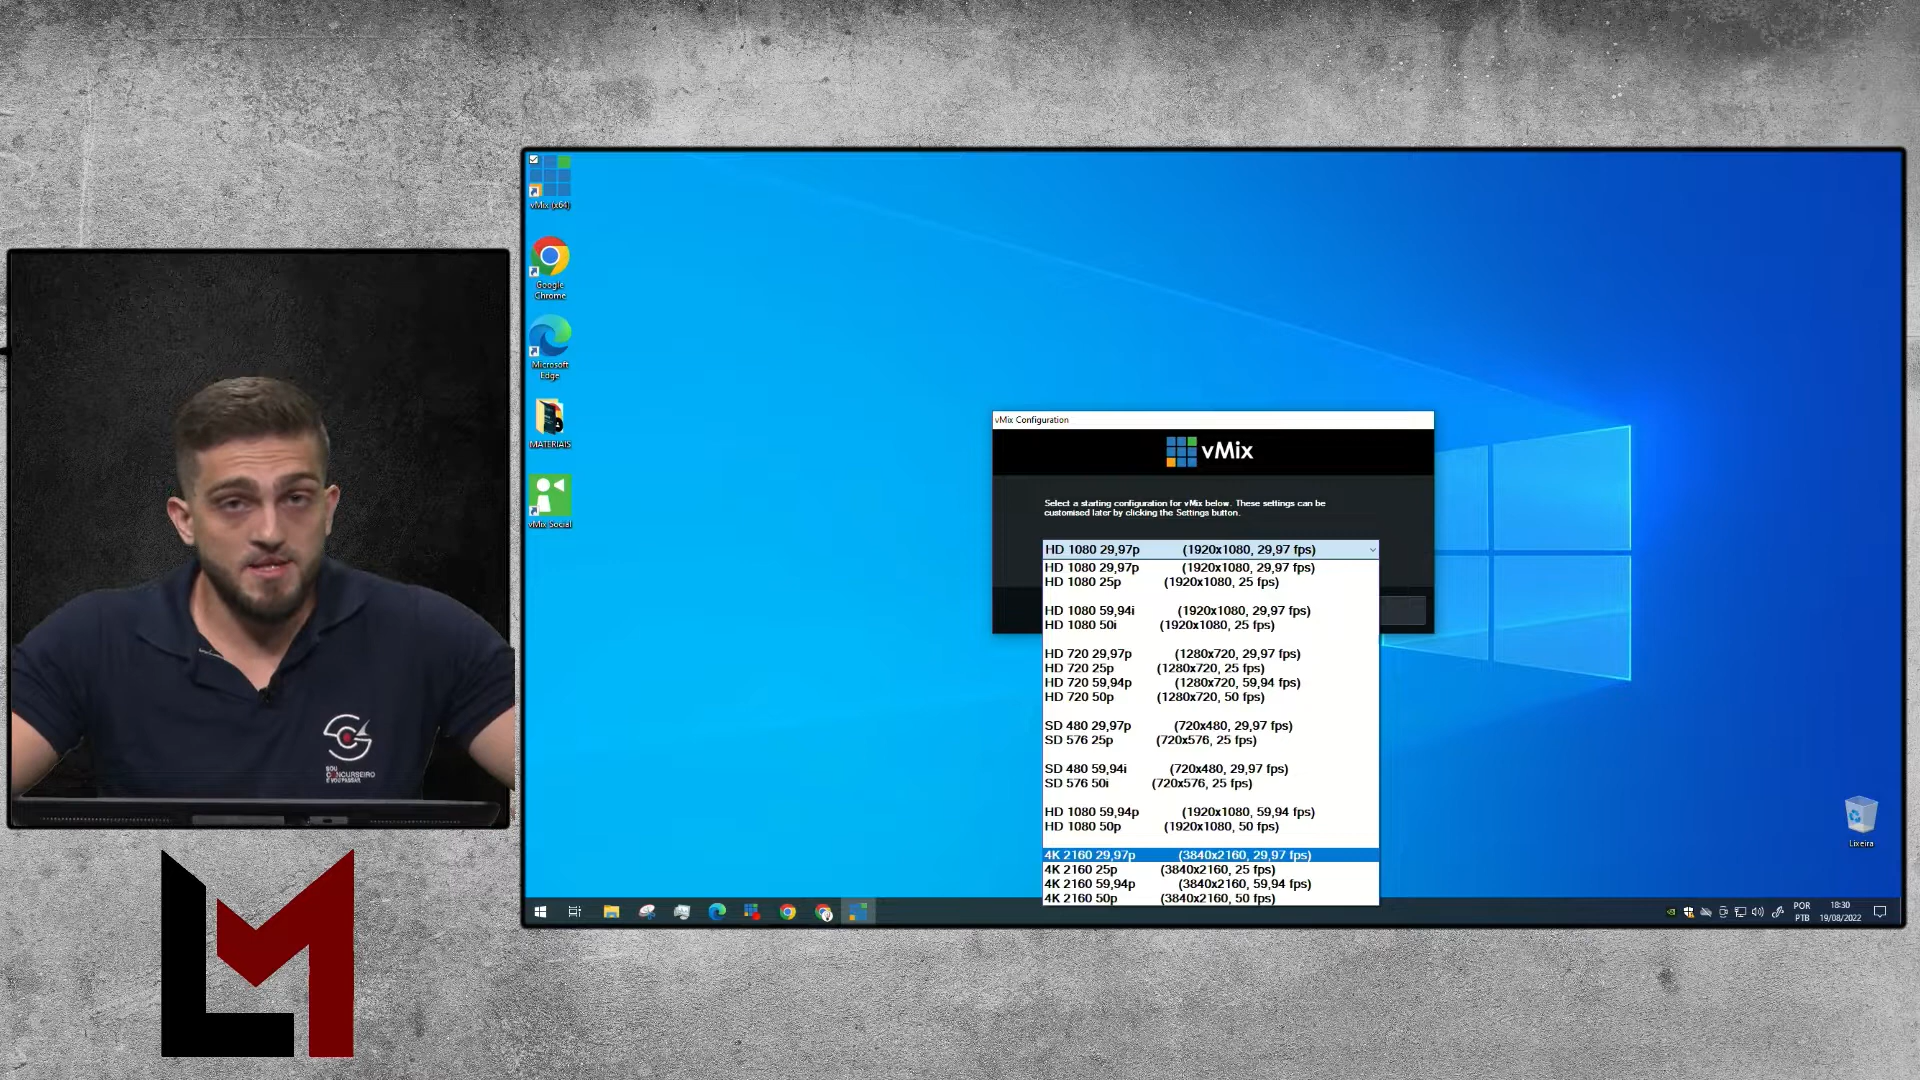 vMix (x64)
Google
Chrome
Microsoft
Edge
MATERIAIS
vMix Social
vMix Configuration
vMix
Select a starting configuration for vMix below. These settings can be
customised later by clicking the Settings button.
HD 1080 29,97p (1920x1080, 29,97 fps)
HD 1080 29,97p (1920x1080, 29,97 fps)
HD 1080 25p (1920x1080, 25 fps)
HD 1080 59,94i (1920x1080, 29,97 fps)
HD 1080 50i (1920x1080, 25 fps)
HD 720 29,97p (1280x720, 29,97 fps)
HD 720 25p (1280x720, 25 fps)
HD 720 59,94p (1280x720, 59,94 fps)
HD 720 50p (1280x720, 50 fps)
SD 480 29,97p (720x480, 29,97 fps)
SD 576 25p (720x576, 25 fps)
SD 480 59,94i (720x480, 29,97 fps)
SD 576 50i (720x576, 25 fps)
HD 1080 59,94p (1920x1080, 59,94 fps)
HD 1080 50p (1920x1080, 50 fps)
4K 2160 29,97p (3840x2160, 29,97 fps)
4K 2160 25p (3840x2160, 25 fps)
4K 2160 59,94p (3840x2160, 59,94 fps)
4K 2160 50p (3840x2160, 50 fps)
Lixeira
POR
PTB
18:30
19/08/2022
SOU
CONCURSEIRO
E VOU PASSAR
LM